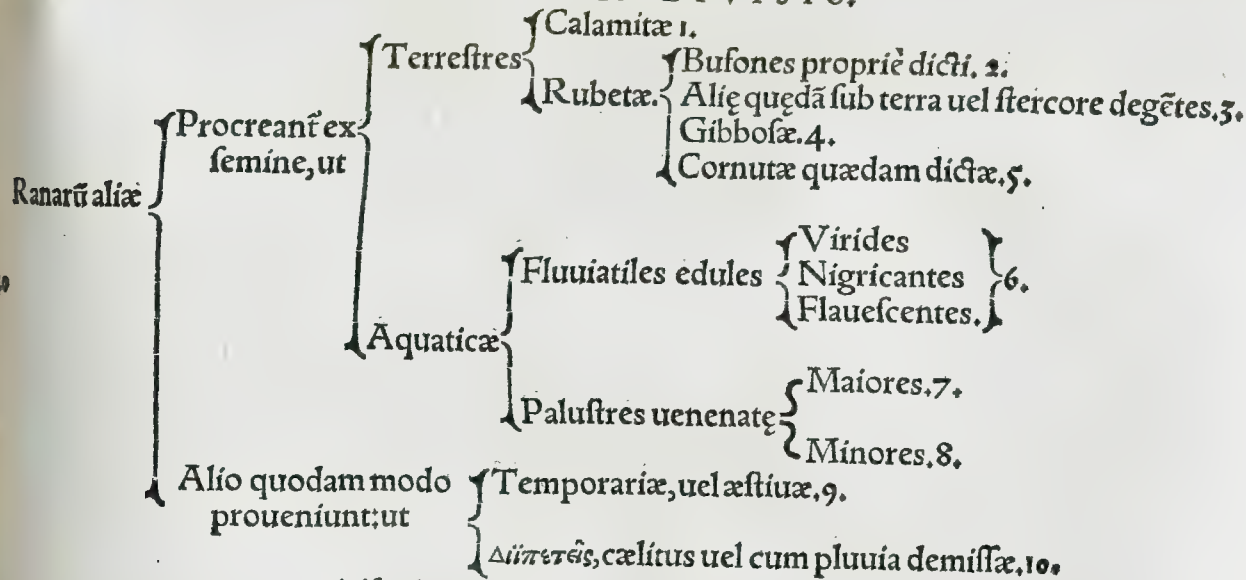 Calamitæ 1.
Terreſtres
Bufones propriè dicti. 2.
Rubetæ.
Alię quędã ſub terra uel ſtercore degẽtes.3.
Gibboſæ.4.
Cornutæ quædam dictæ.5.
Procreant̃ ex
ſemine, ut
Ranarũ aliæ
Virides
Fluuiatiles edules
Nigricantes
6.
Flaueſcentes.
Aquaticæ
Maiores.7.
Paluſtres uenenatę
Minores.8.
Alio quodam modo
proueniunt: ut
Temporariæ, uel æſtiuæ,9.
Διϊπετεῖς, cælitus uel cum pluuia demiſſæ,10.